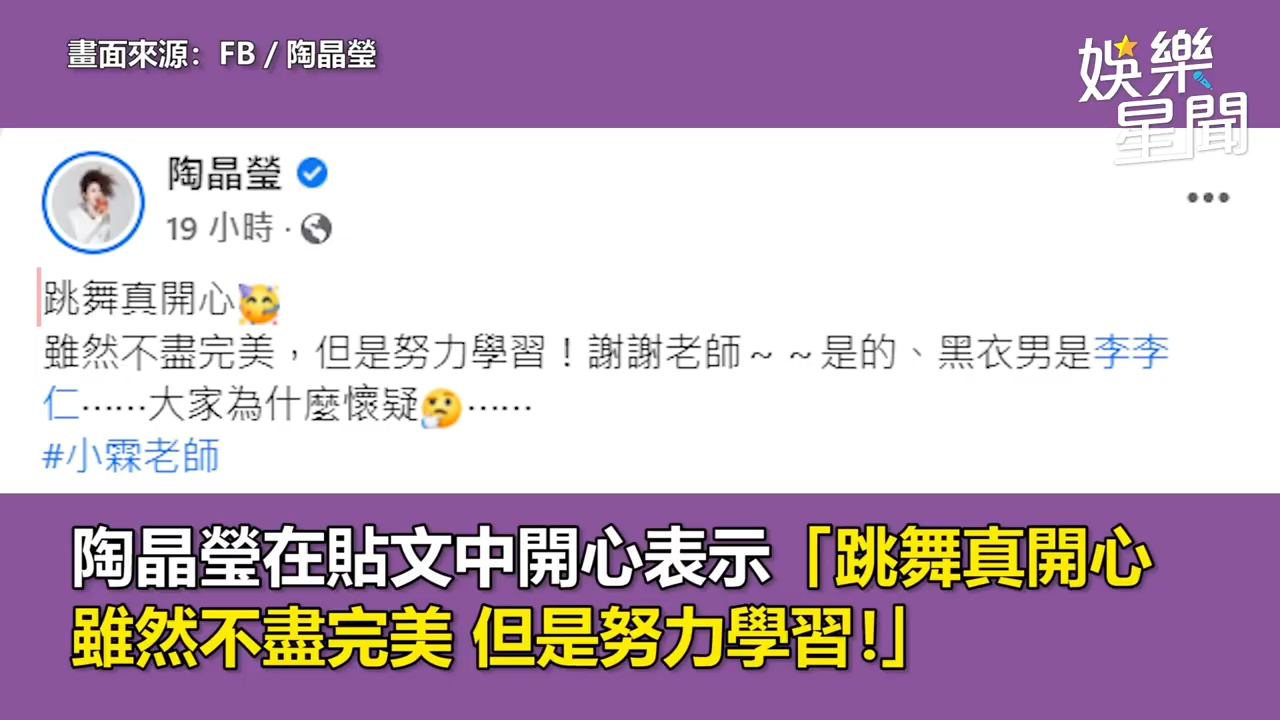 畫面來源：FB / 陶晶瑩
娛樂
星聞
陶晶瑩
19 小時 ·
跳舞真開心🥳
雖然不盡完美，但是努力學習！謝謝老師～～是的、黑衣男是李李
仁⋯⋯大家為什麼懷疑🤔⋯⋯
#小霖老師
陶晶瑩在貼文中開心表示「跳舞真開心
雖然不盡完美 但是努力學習!」